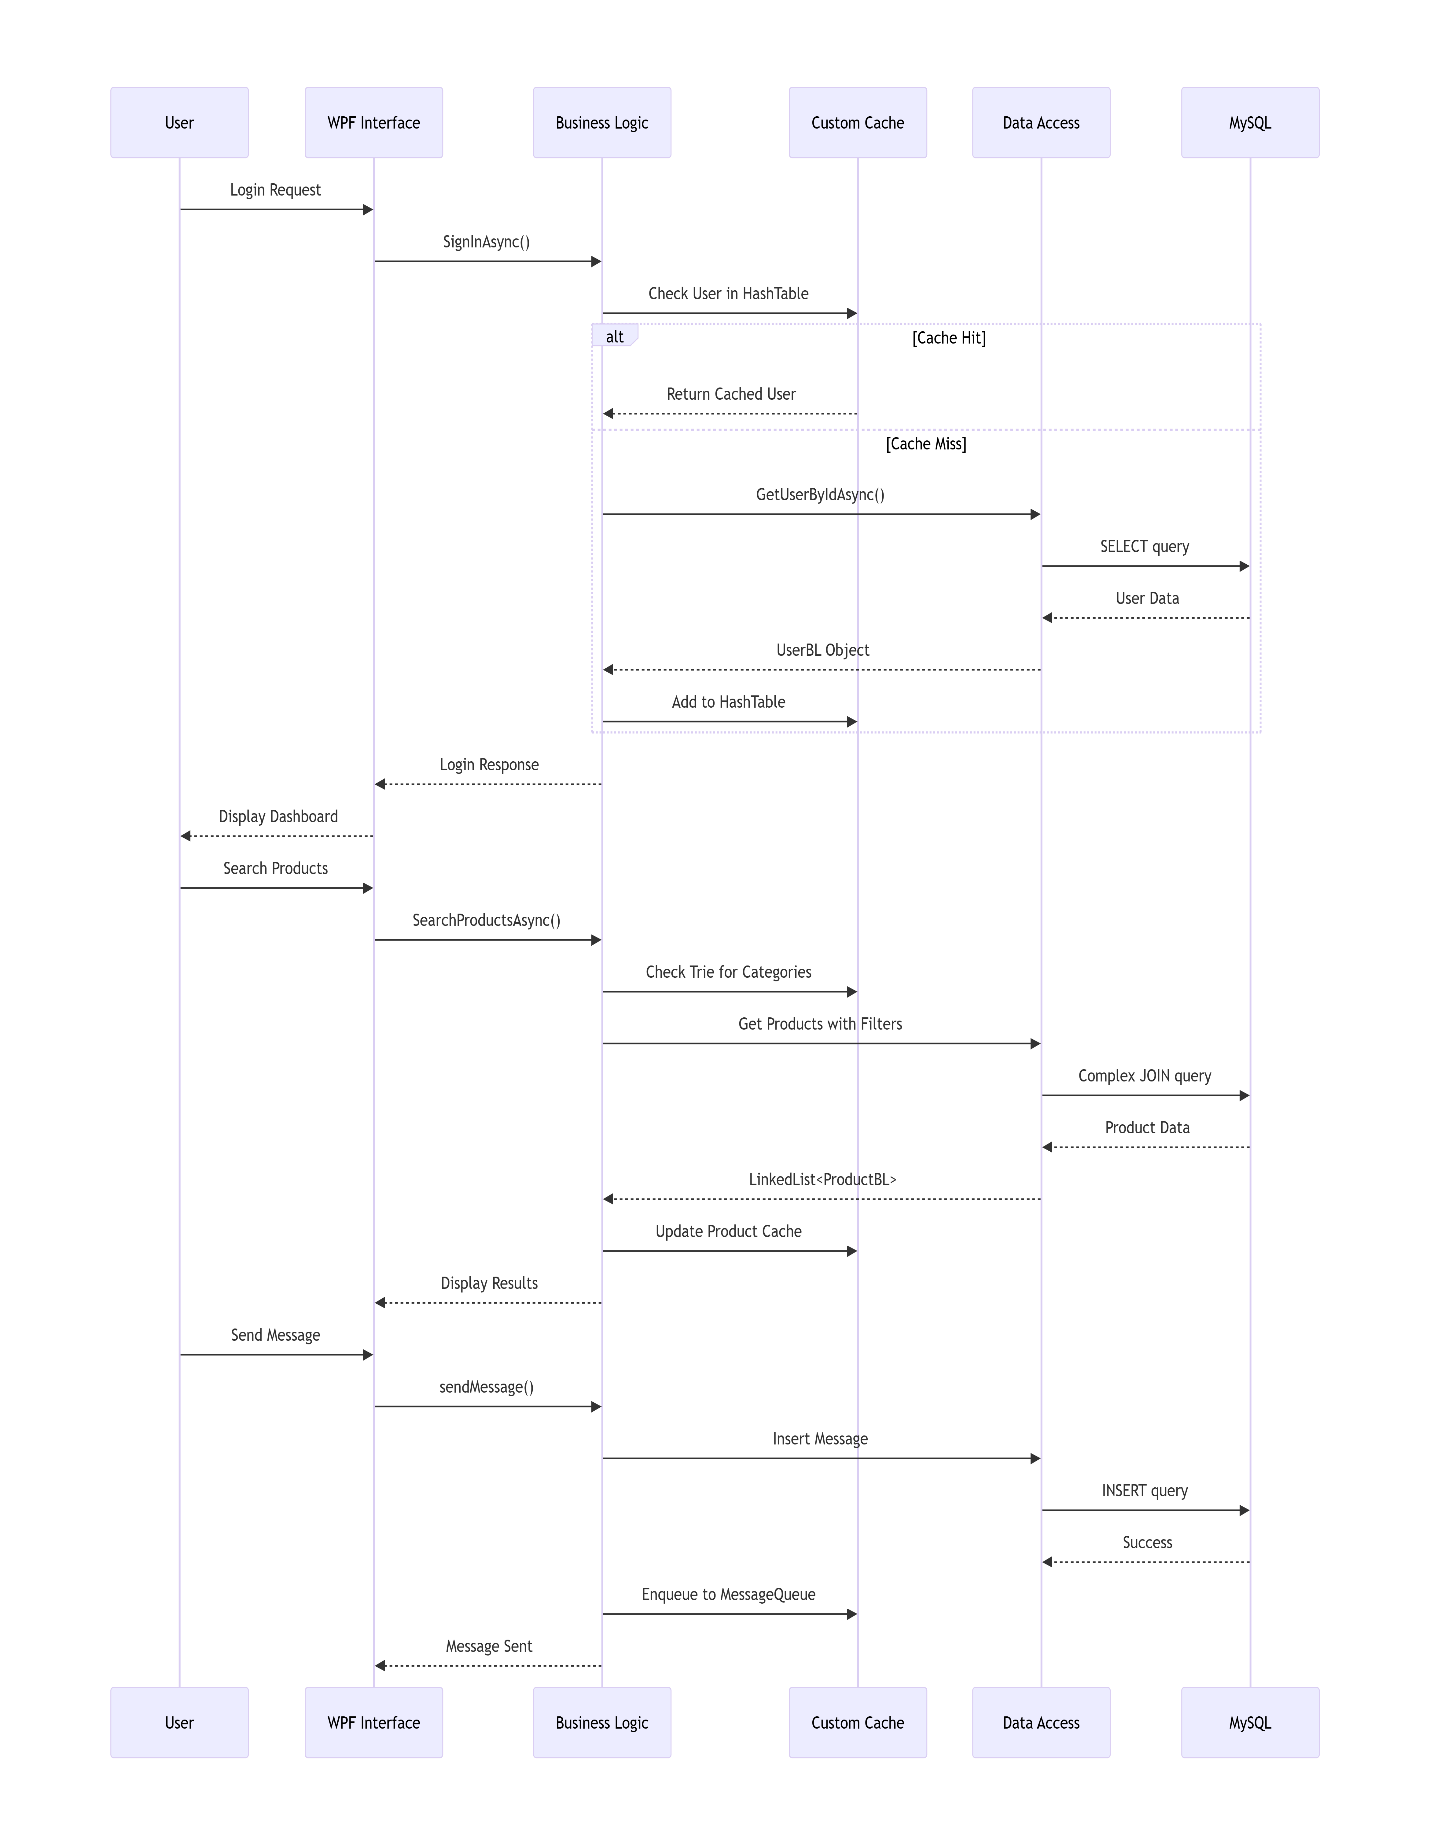 User
WPF Interface
Business Logic
Custom Cache
Data Access
MySQL
Login Request
SignInAsync()
Check User in HashTable
alt
[Cache Hit]
Return Cached User
[Cache Miss]
GetUserByIdAsync()
SELECT query
User Data
UserBL Object
Add to HashTable
Login Response
Display Dashboard
Search Products
SearchProductsAsync()
Check Trie for Categories
Get Products with Filters
Complex JOIN query
Product Data
LinkedList<ProductBL>
Update Product Cache
Display Results
Send Message
sendMessage()
Insert Message
INSERT query
Success
Enqueue to MessageQueue
Message Sent
User
WPF Interface
Business Logic
Custom Cache
Data Access
MySQL